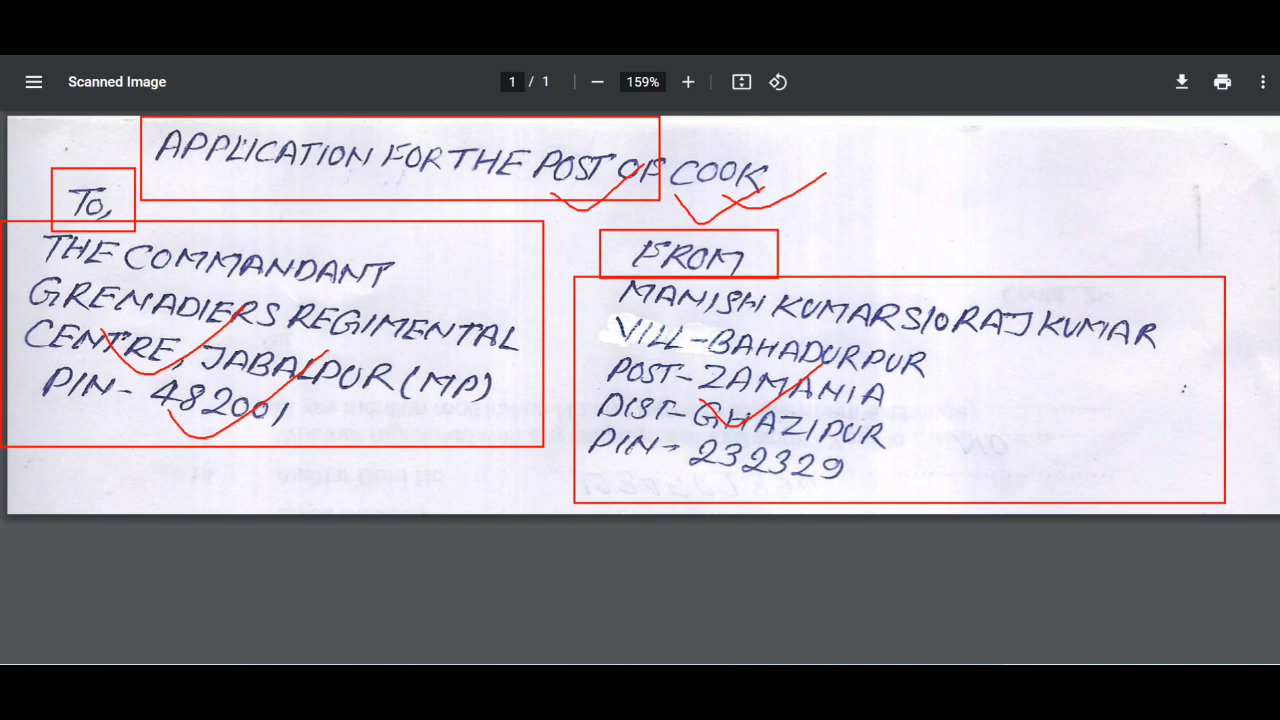 Scanned Image
1 / 1
159%
APPLICATION FOR THE POST OF COOK
To,
THE COMMANDANT
GRENADIERS REGIMENTAL
CENTRE, JABALPUR (MP)
PIN - 482001
FROM
MANISH KUMAR S/O RAJ KUMAR
VILL - BAHADURPUR
POST - ZAMANIA
DIST - GHAZIPUR
PIN - 232329